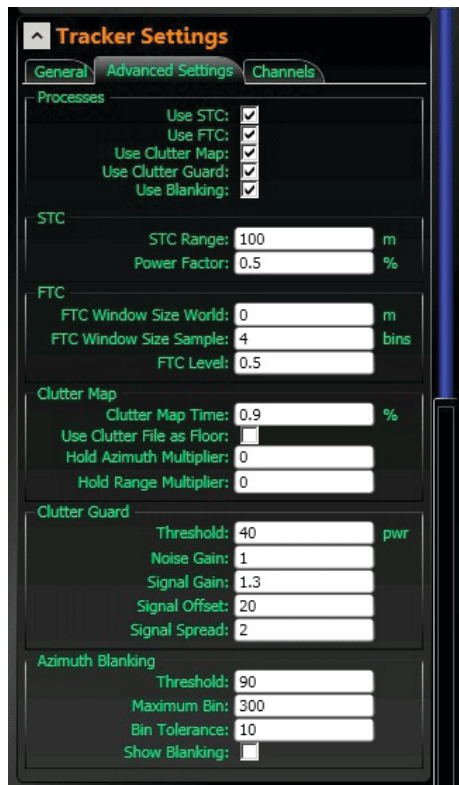 Tracker Settings
General Advanced Settings Channels
Processes
Use STC:
Use FTC:
Use Clutter Map:
Use Clutter Guard:
Use Blanking:
STC
STC Range: 100 m
Power Factor: 0.5 %
FTC
FTC Window Size World: 0 m
FTC Window Size Sample: 4 bins
FTC Level: 0.5
Clutter Map
Clutter Map Time: 0.9 %
Use Clutter File as Floor:
Hold Azimuth Multiplier: 0
Hold Range Multiplier: 0
Clutter Guard
Threshold: 40 pwr
Noise Gain: 1
Signal Gain: 1.3
Signal Offset: 20
Signal Spread: 2
Azimuth Blanking
Threshold: 90
Maximum Bin: 300
Bin Tolerance: 10
Show Blanking: